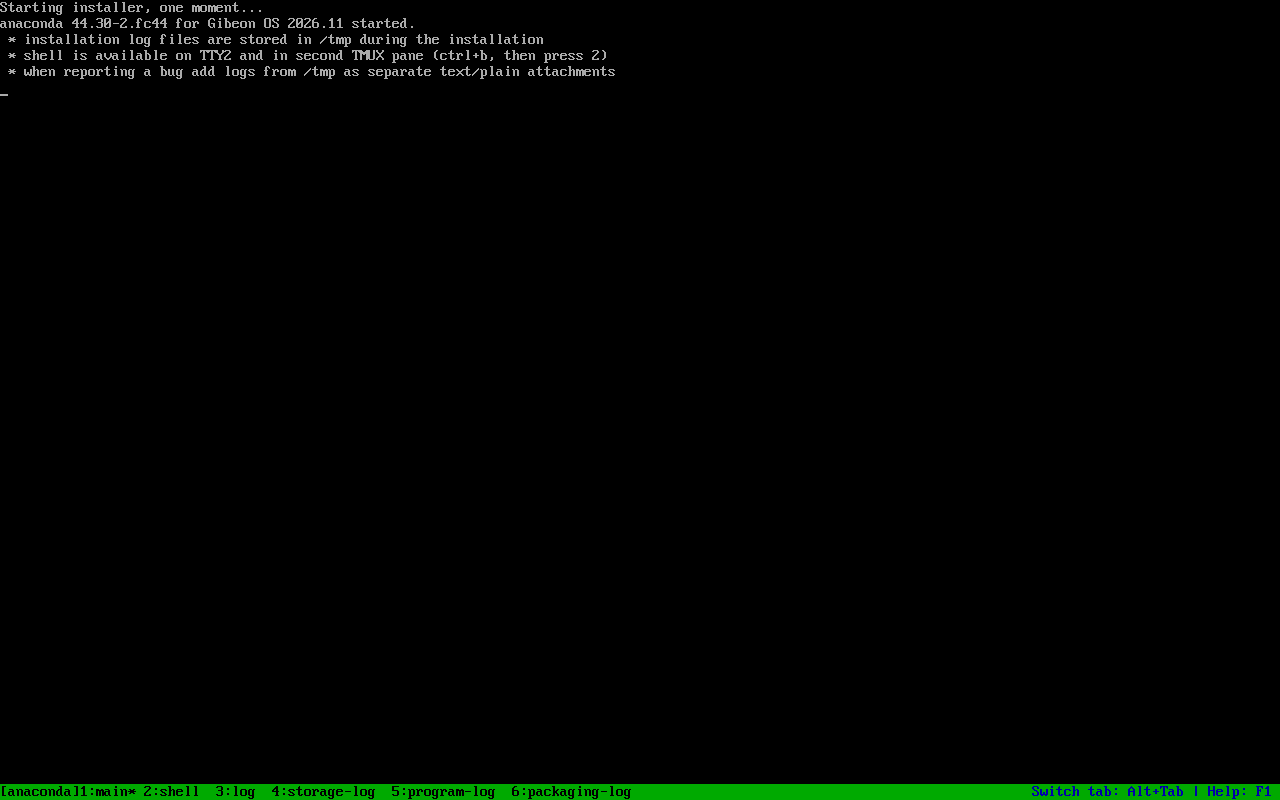 Starting installer, one moment...
anaconda 44.30-2.fc44 for Gibeon OS 2026.11 started.
 * installation log files are stored in /tmp during the installation
 * shell is available on TTY2 and in second TMUX pane (ctrl+b, then press 2)
 * when reporting a bug add logs from /tmp as separate text/plain attachments
[anaconda]1:main* 2:shell  3:log  4:storage-log  5:program-log  6:packaging-log Switch tab: Alt+Tab | Help: F1